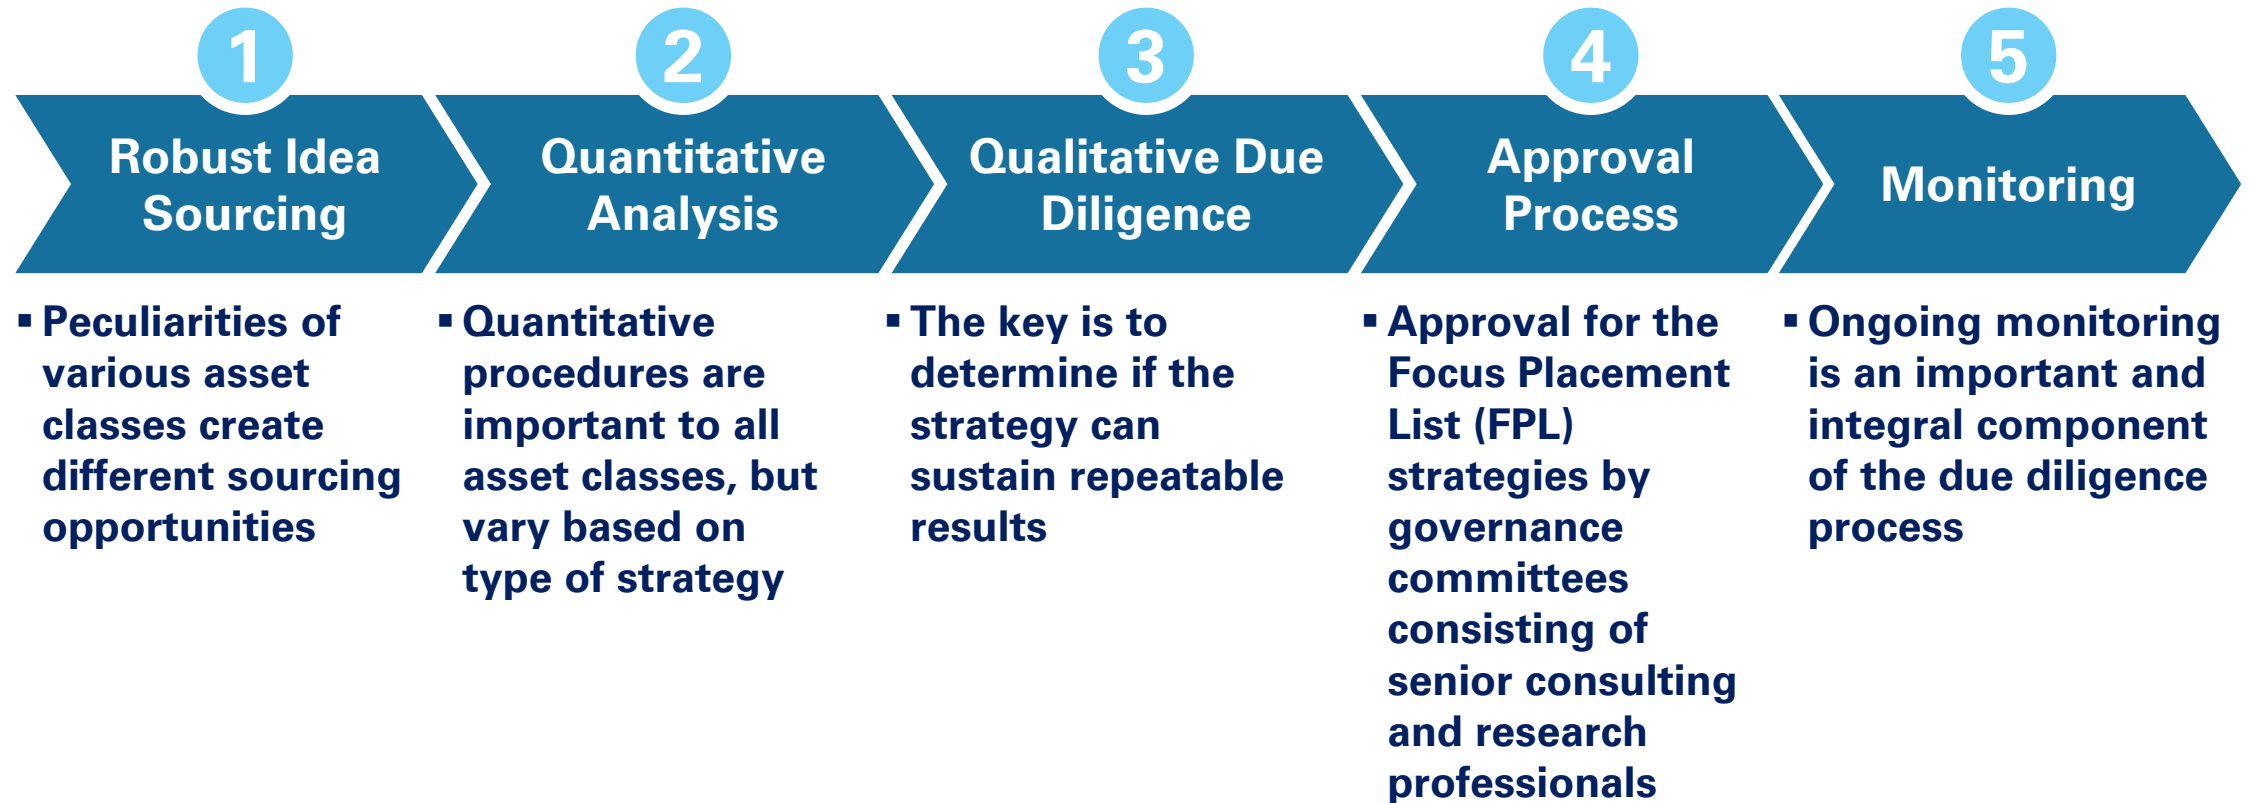 1
Robust Idea
Sourcing
▪ Peculiarities of
various asset
classes create
different sourcing
opportunities
2
Quantitative
Analysis
▪ Quantitative
procedures are
important to all
asset classes, but
vary based on
type of strategy
3
Qualitative Due
Diligence
▪ The key is to
determine if the
strategy can
sustain repeatable
results
4
Approval
Process
▪ Approval for the
Focus Placement
List (FPL)
strategies by
governance
committees
consisting of
senior consulting
and research
professionals
5
Monitoring
▪ Ongoing monitoring
is an important and
integral component
of the due diligence
process